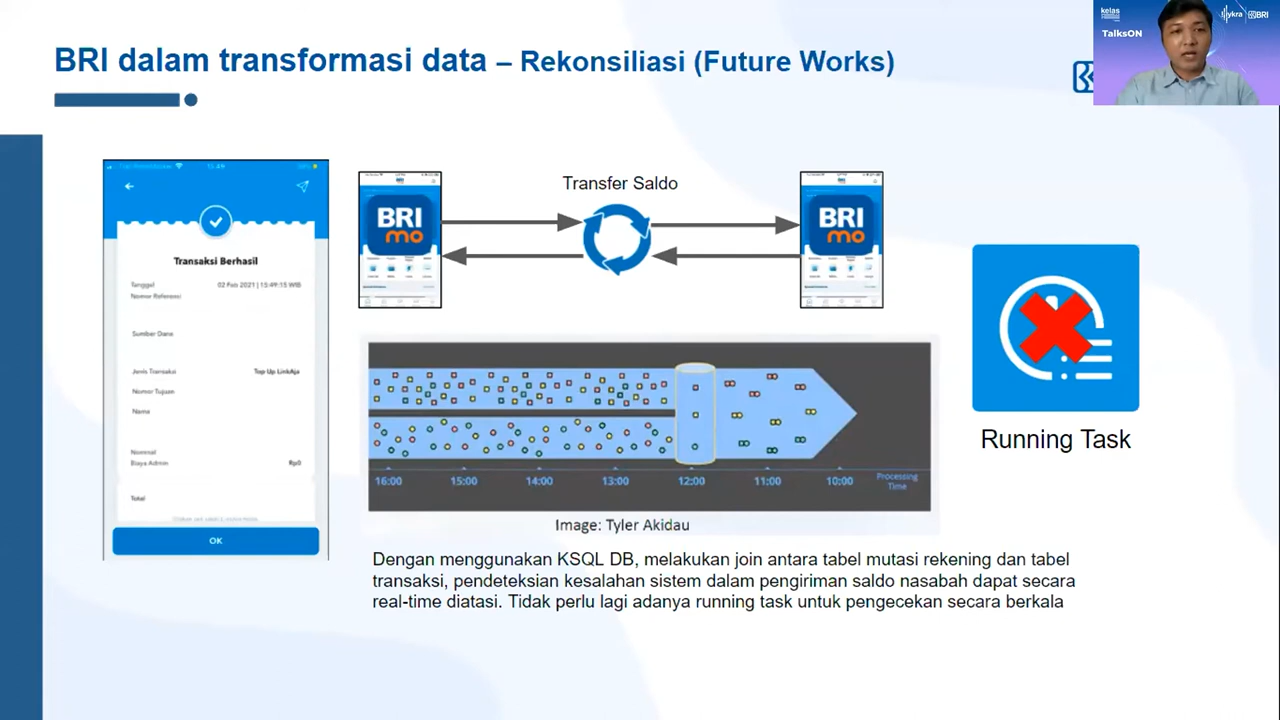 BRI dalam transformasi data – Rekonsiliasi (Future Works)
kelas
TalksON
BRI
15.49
Transaksi Berhasil
Tanggal 02 Feb 2021 | 15:49:15 WIB
Nomor Referensi
Sumber Dana
Jenis Transaksi Top Up LinkAja
Nomor Tujuan
Nama
Nominal
Biaya Admin Rp0
Total
OK
BRI
mo
Transfer Saldo
BRI
mo
16:00 15:00 14:00 13:00 12:00 11:00 10:00 Processing
Time
Image: Tyler Akidau
Running Task
Dengan menggunakan KSQL DB, melakukan join antara tabel mutasi rekening dan tabel
transaksi, pendeteksian kesalahan sistem dalam pengiriman saldo nasabah dapat secara
real-time diatasi. Tidak perlu lagi adanya running task untuk pengecekan secara berkala